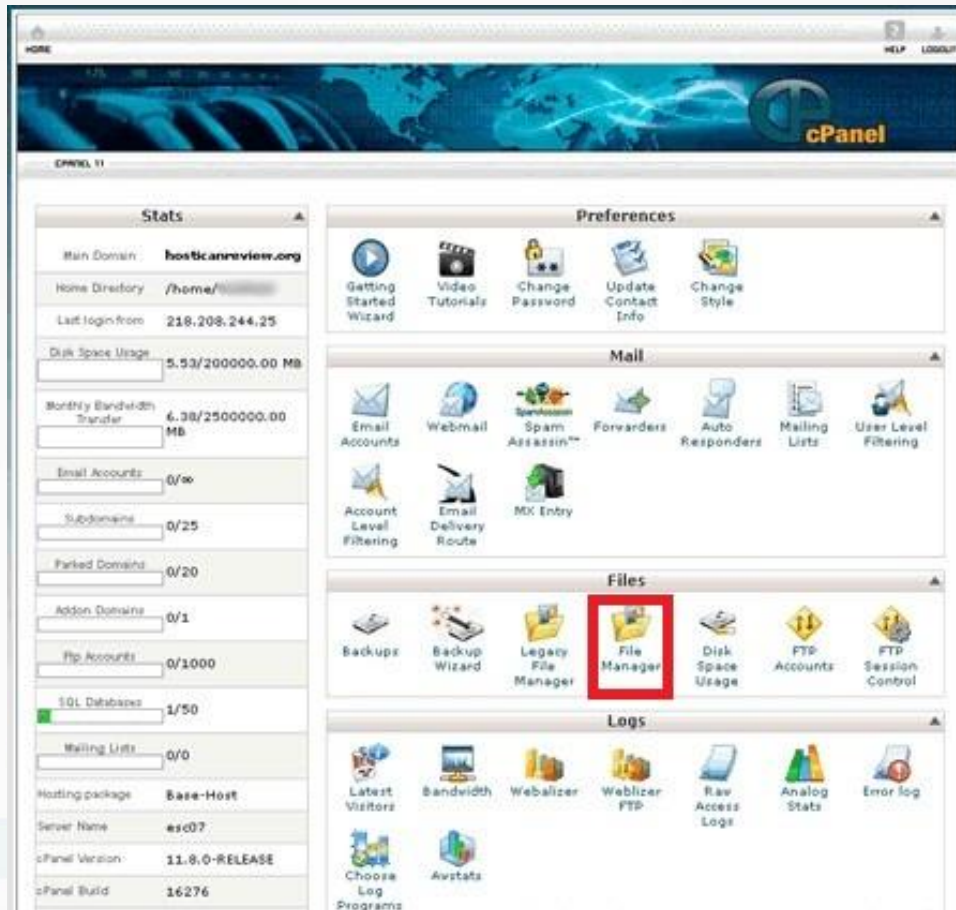 HOME
HELP LOGOUT
cPanel
CPANEL 11
Stats
Main Domain hosticanreview.org
Home Directory /home/
Last login from 218.208.244.25
Disk Space Usage 5.53/200000.00 MB
Monthly Bandwidth Transfer 6.38/2500000.00
MB
Email Accounts 0/∞
Subdomains 0/25
Parked Domains 0/20
Addon Domains 0/1
Ftp Accounts 0/1000
SQL Databases 1/50
Mailing Lists 0/0
Hosting package Base-Host
Server Name esc07
cPanel Version 11.8.0-RELEASE
cPanel Build 16276
Preferences
Getting Started Wizard
Video Tutorials
Change Password
Update Contact Info
Change Style
Mail
Email Accounts
Webmail
SpamAssassin
Spam Assassin™
Forwarders
Auto Responders
Mailing Lists
User Level Filtering
Account Level Filtering
Email Delivery Route
MX Entry
Files
Backups
Backup Wizard
Legacy File Manager
File Manager
Disk Space Usage
FTP Accounts
FTP Session Control
Logs
Latest Visitors
Bandwidth
Webalizer
Weblizer FTP
Raw Access Logs
Analog Stats
Error log
Choose Log Programs
Awstats